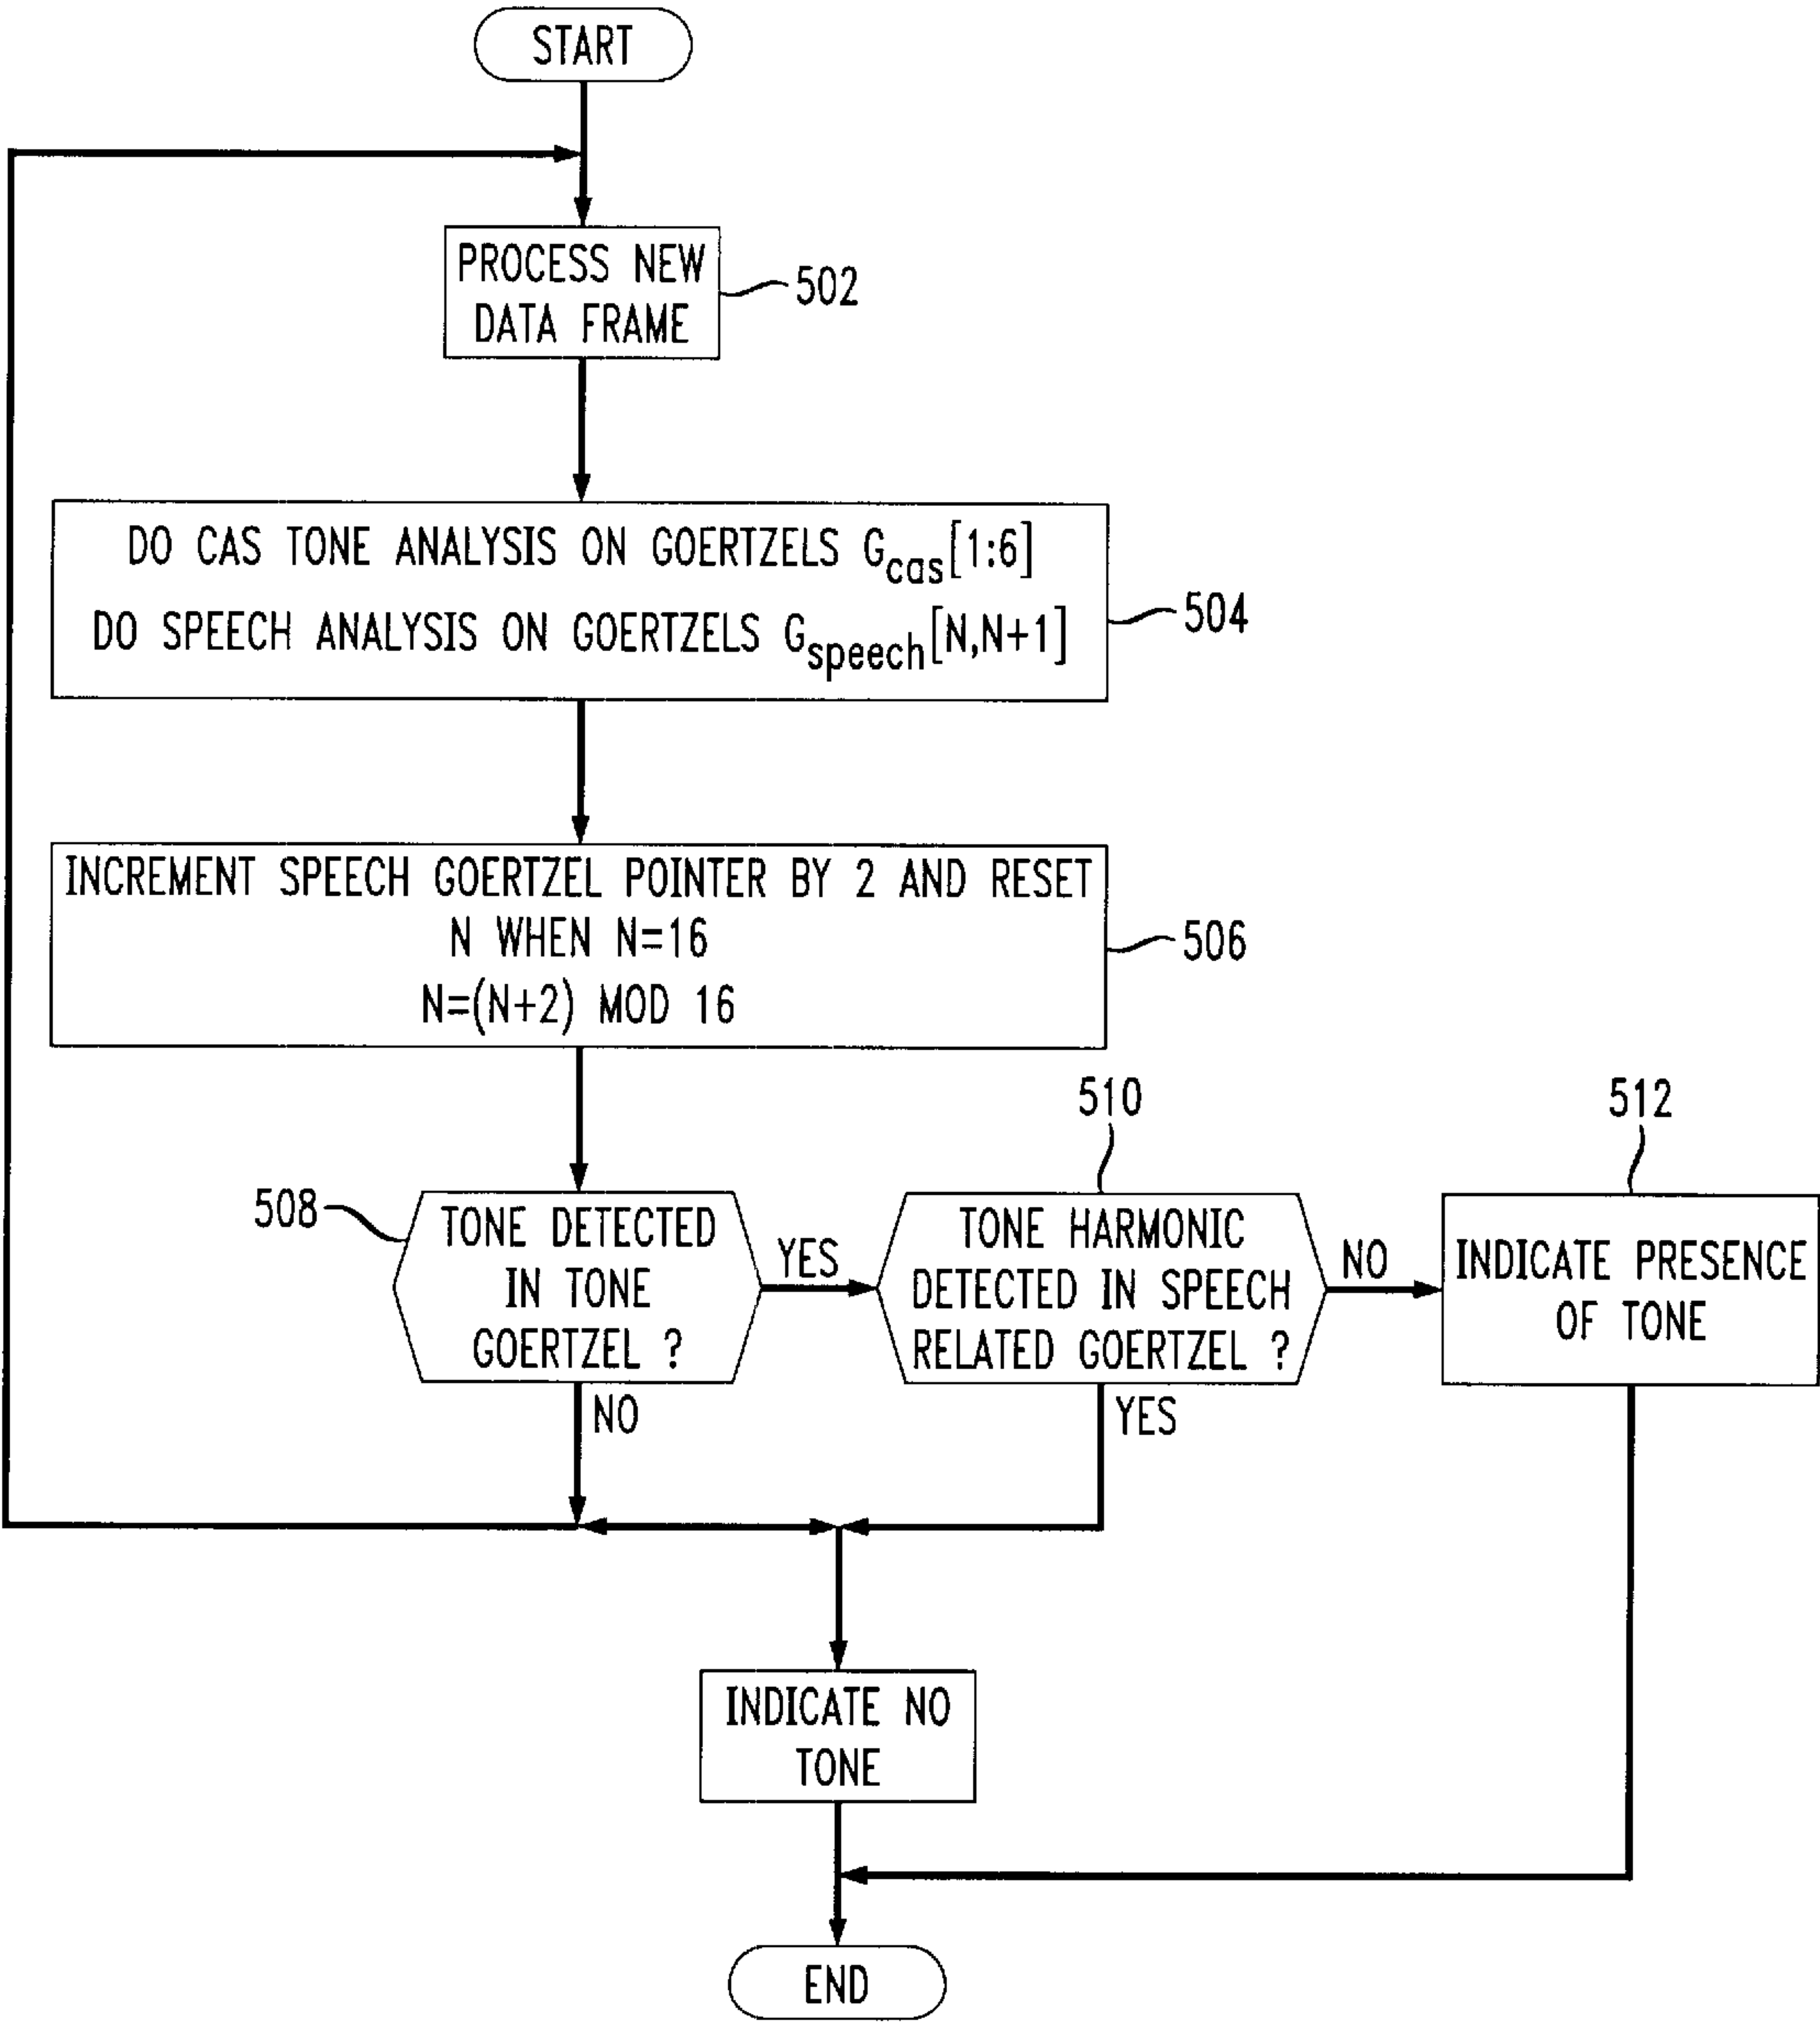 START
PROCESS NEW
DATA FRAME
502
DO CAS TONE ANALYSIS ON GOERTZELS Gcas[1:6]
DO SPEECH ANALYSIS ON GOERTZELS Gspeech[N,N+1]
504
INCREMENT SPEECH GOERTZEL POINTER BY 2 AND RESET
N WHEN N=16
N=(N+2) MOD 16
506
508
TONE DETECTED
IN TONE
GOERTZEL ?
YES
NO
510
TONE HARMONIC
DETECTED IN SPEECH
RELATED GOERTZEL ?
NO
YES
512
INDICATE PRESENCE
OF TONE
INDICATE NO
TONE
END